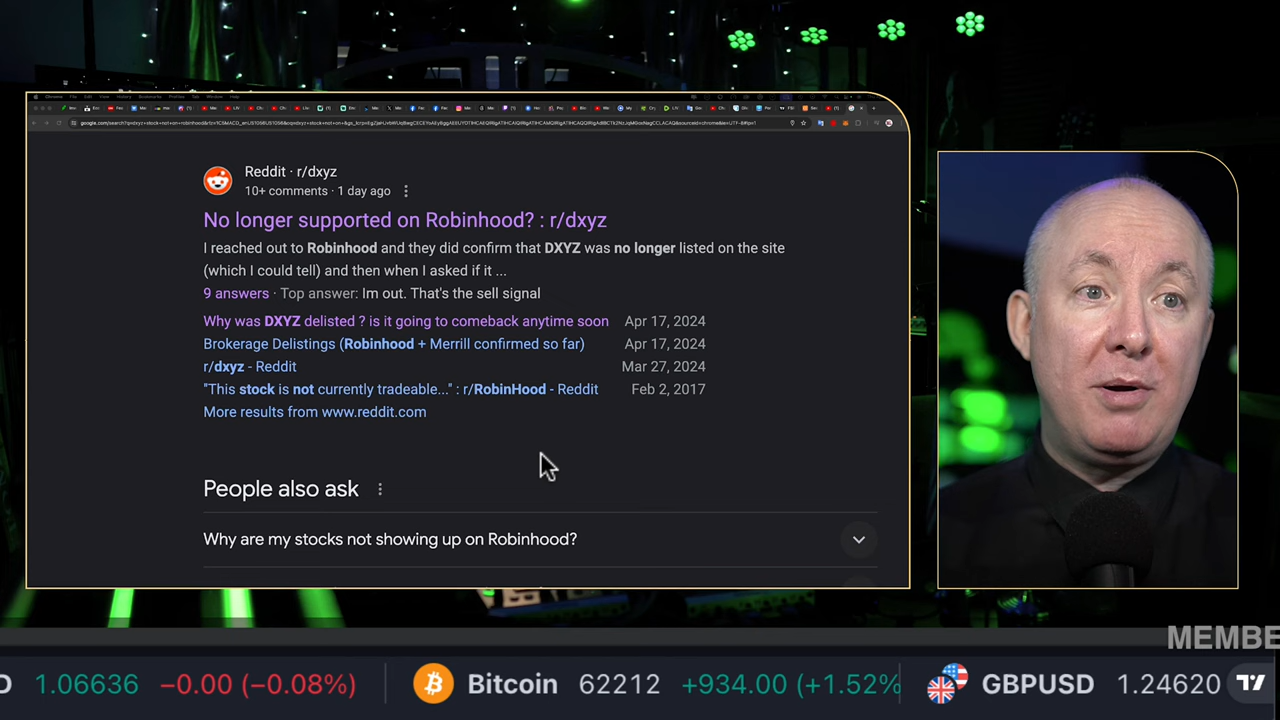 Reddit · r/dxyz
10+ comments · 1 day ago
No longer supported on Robinhood? : r/dxyz
I reached out to Robinhood and they did confirm that DXYZ was no longer listed on the site
(which I could tell) and then when I asked if it ...
9 answers · Top answer: Im out. That's the sell signal
Why was DXYZ delisted ? is it going to comeback anytime soon Apr 17, 2024
Brokerage Delistings (Robinhood + Merrill confirmed so far) Apr 17, 2024
r/dxyz - Reddit Mar 27, 2024
"This stock is not currently tradeable..." : r/RobinHood - Reddit Feb 2, 2017
More results from www.reddit.com
People also ask
Why are my stocks not showing up on Robinhood?
MEMBE
D 1.06636 −0.00 (−0.08%) Bitcoin 62212 +934.00 (+1.52% GBPUSD 1.24620